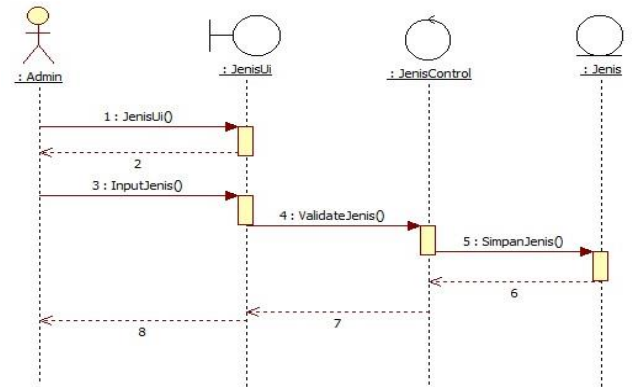 : Admin
: JenisUi
: JenisControl
: Jenis
1 : JenisUi()
2
3 : InputJenis()
4 : ValidateJenis()
5 : SimpanJenis()
6
7
8